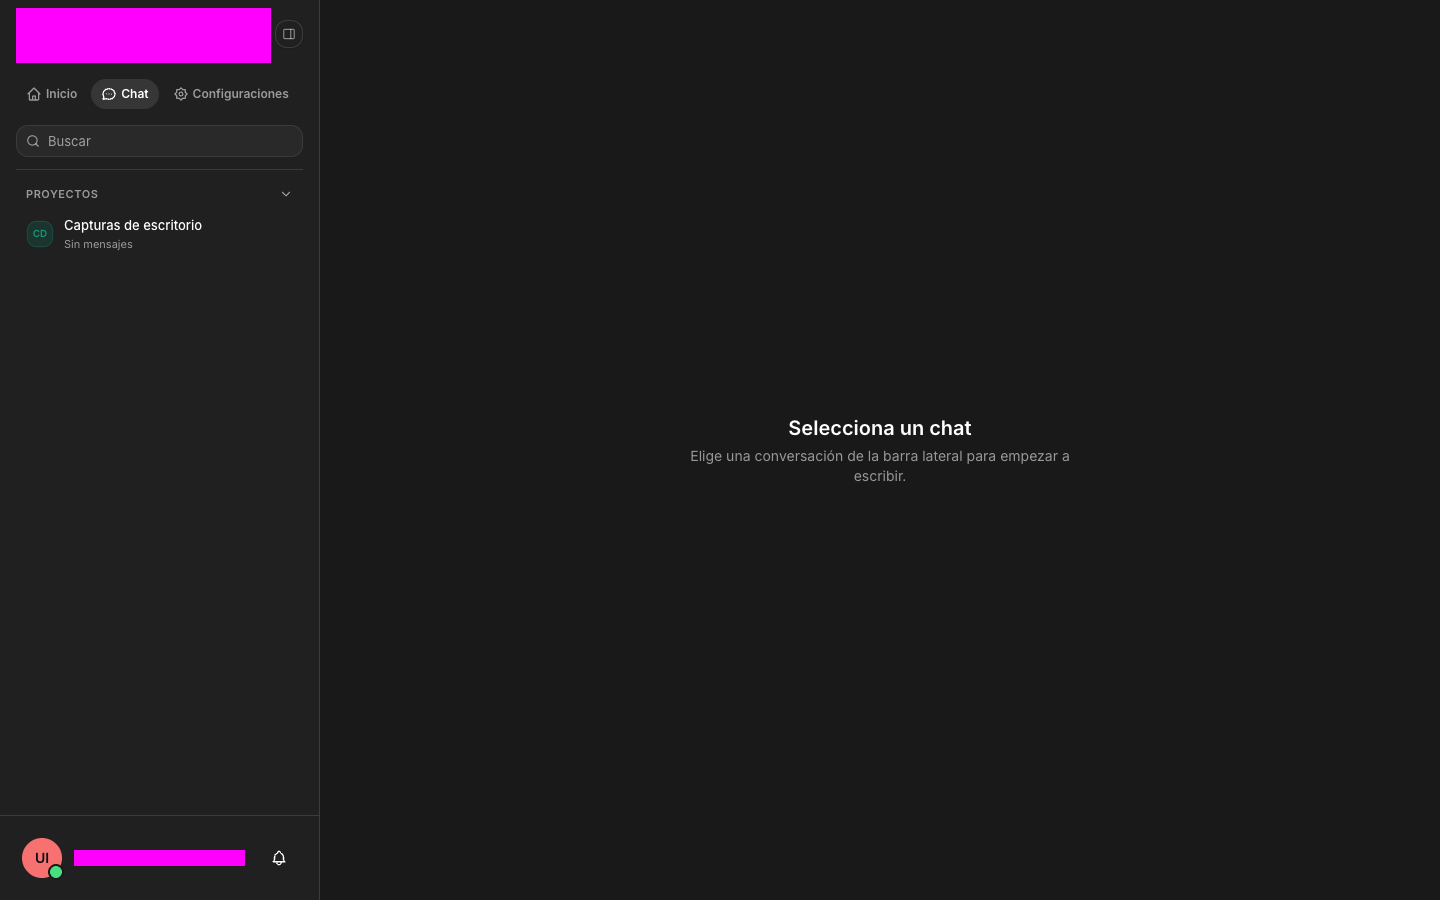 Inicio
Chat
Configuraciones
Buscar
PROYECTOS
CD
Capturas de escritorio
Sin mensajes
Selecciona un chat
Elige una conversación de la barra lateral para empezar a
escribir.
UI